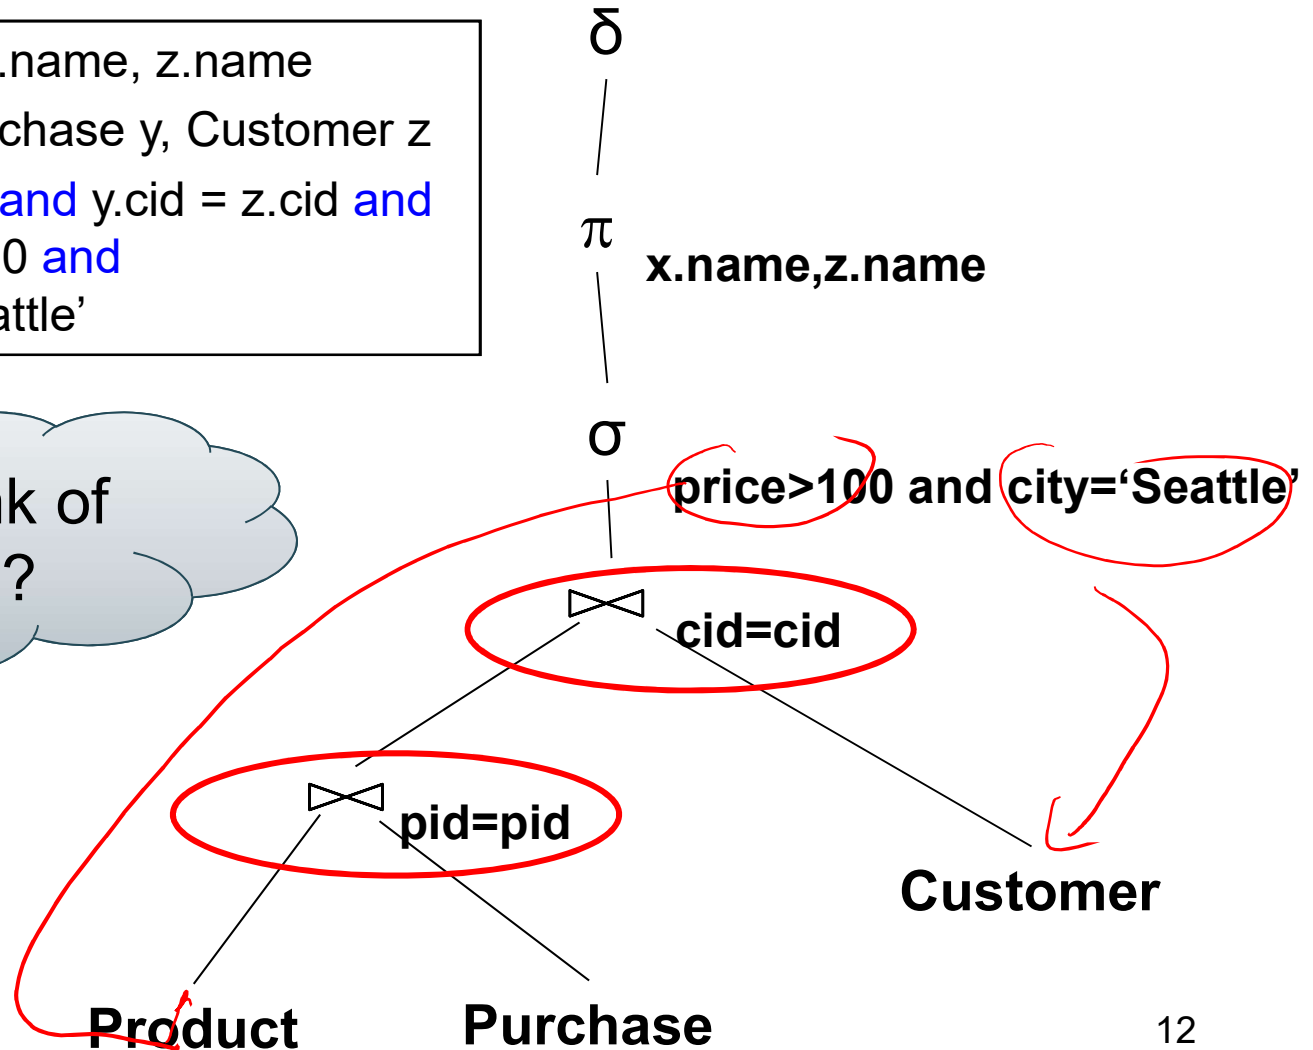 .name, z.name
chase y, Customer z
and y.cid = z.cid and
0 and
attle’
δ
π
x.name,z.name
σ
price>100 and city=‘Seattle’
k of
?
⋈ cid=cid
⋈ pid=pid
Customer
Product
Purchase
12